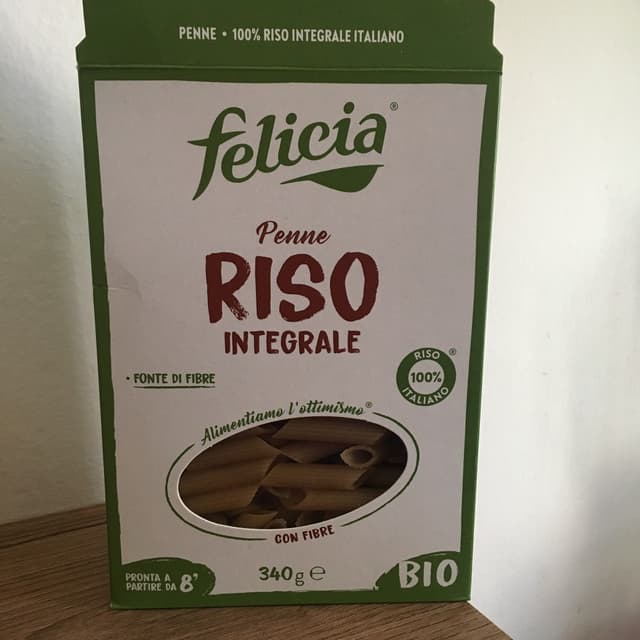 PENNE • 100% RISO INTEGRALE ITALIANO
felicia®
Penne
RISO
INTEGRALE
• FONTE DI FIBRE
RISO ®
100%
ITALIANO
Alimentiamo l'ottimismo®
CON FIBRE
PRONTA A
PARTIRE DA 8'
340g e
BIO